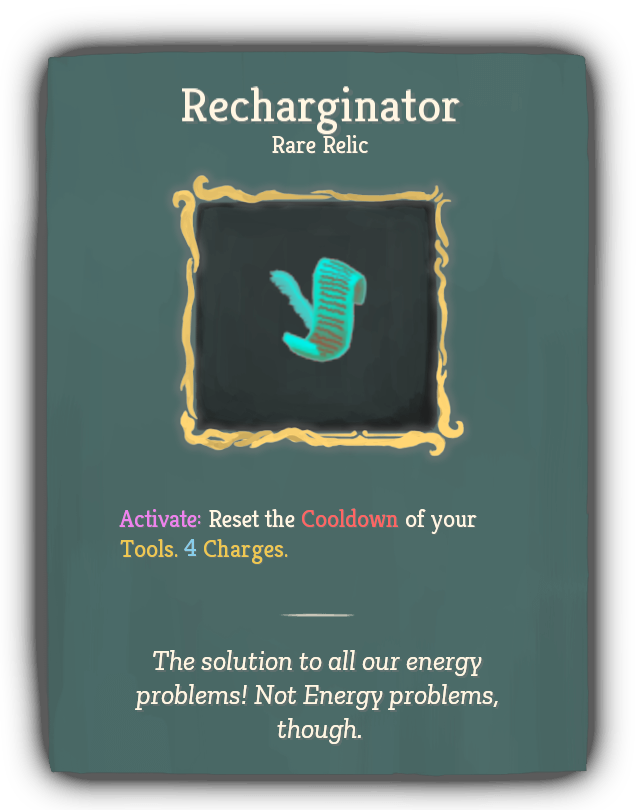 Recharginator
Rare Relic
Activate: Reset the Cooldown of your
Tools. 4 Charges.
The solution to all our energy
problems! Not Energy problems,
though.